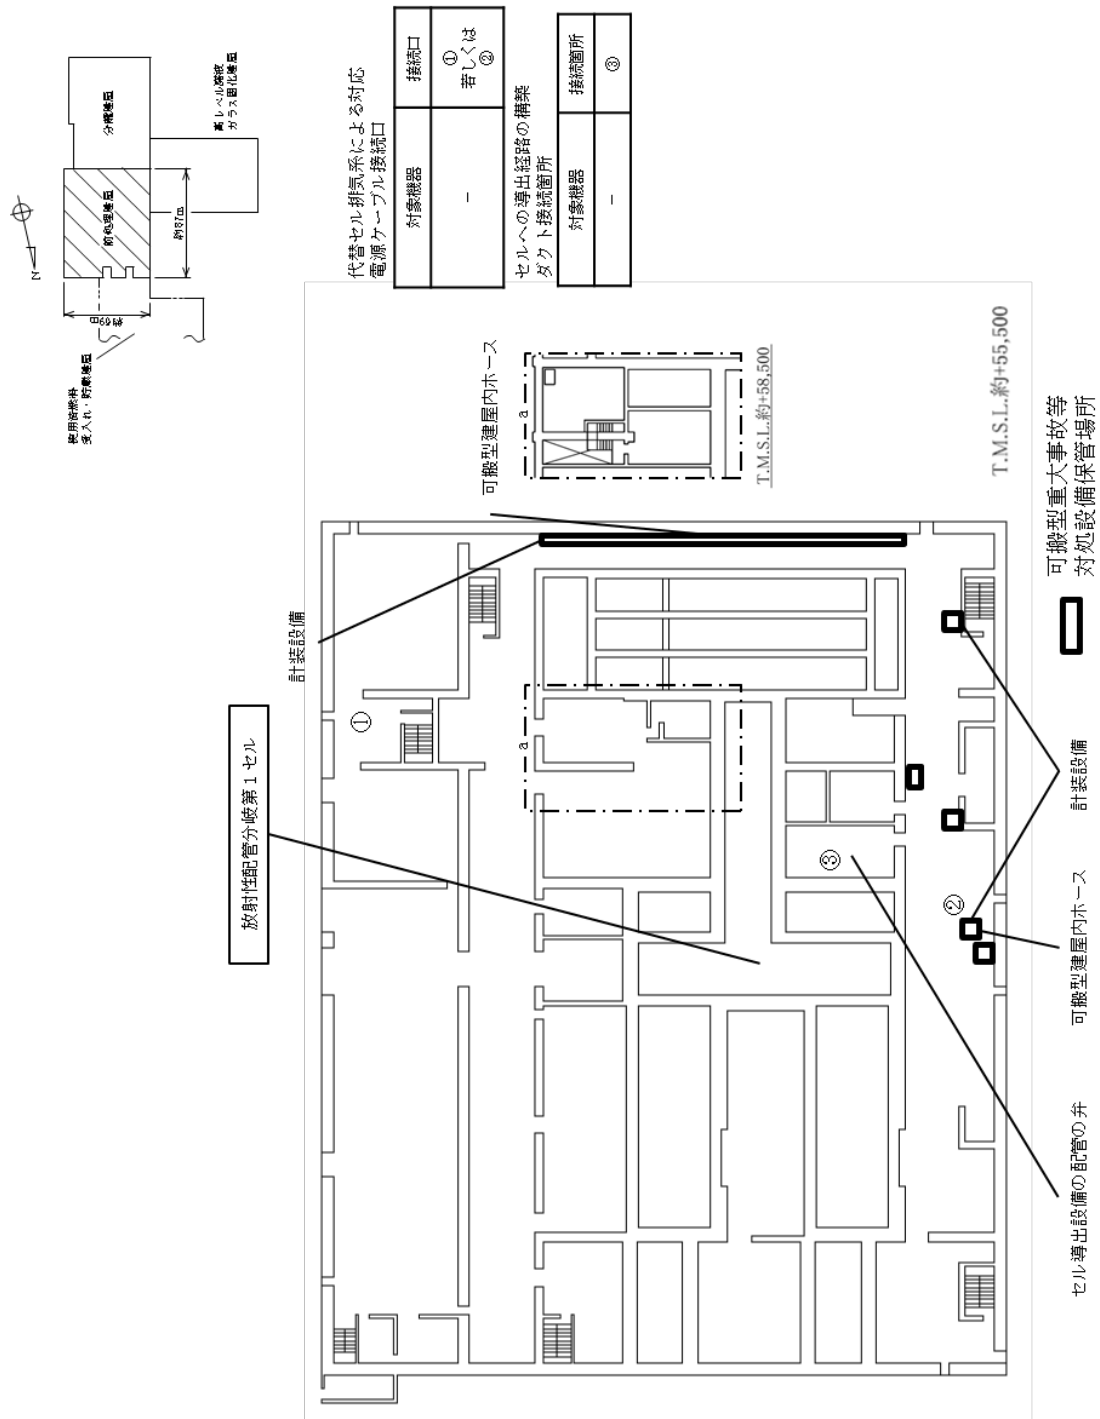 N
使用済燃料
受入れ・貯蔵建屋
約69m
前処理建屋
約87m
分離建屋
高レベル廃液
ガラス固化建屋
代替セル排気系による対応
電源ケーブル接続口
対象機器 接続口
－ ①
若しくは
②
セルへの導出経路の構築
ダクト接続箇所
対象機器 接続箇所
－ ③
放射性配管分岐第１セル
計装設備
可搬型建屋内ホース
a
T.M.S.L.約+58,500
①
a
③
②
T.M.S.L.約+55,500
セル導出設備の配管の弁
可搬型建屋内ホース
計装設備
可搬型重大事故等
対処設備保管場所